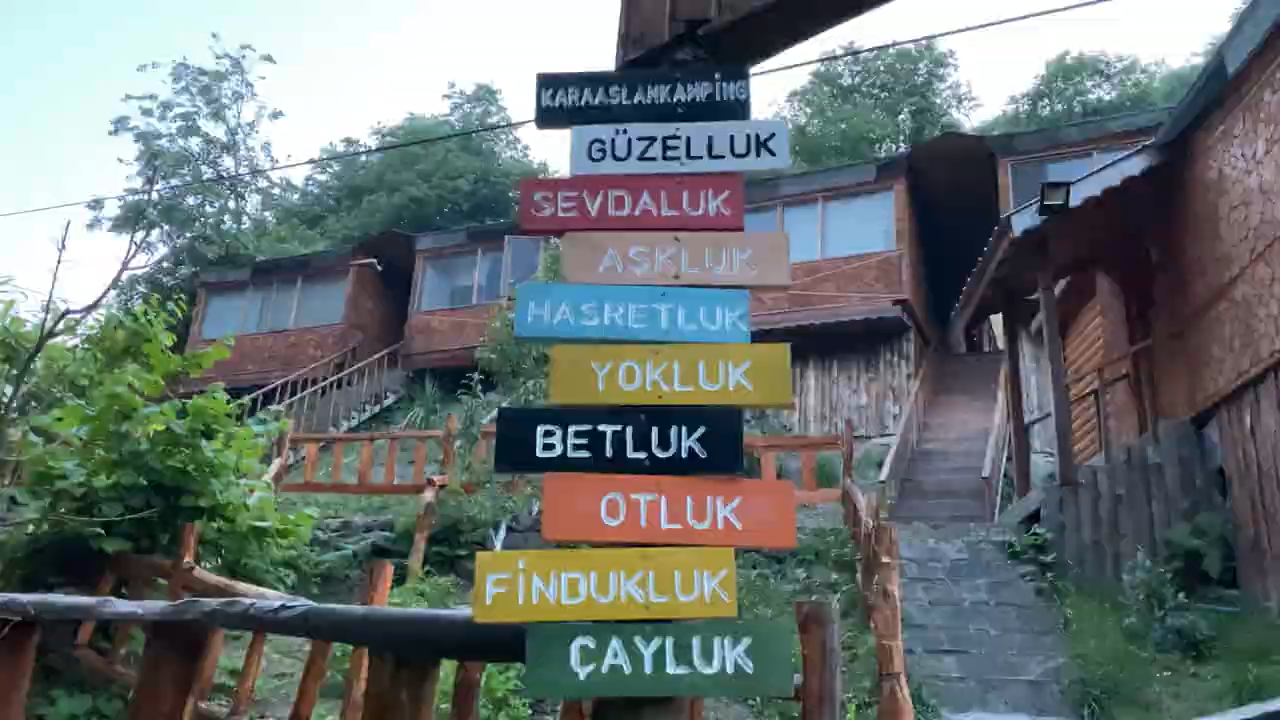 KARAASLANKAMPİNG
GÜZELLUK
SEVDALUK
AŞKLUK
HASRETLUK
YOKLUK
BETLUK
OTLUK
FİNDUKLUK
ÇAYLUK